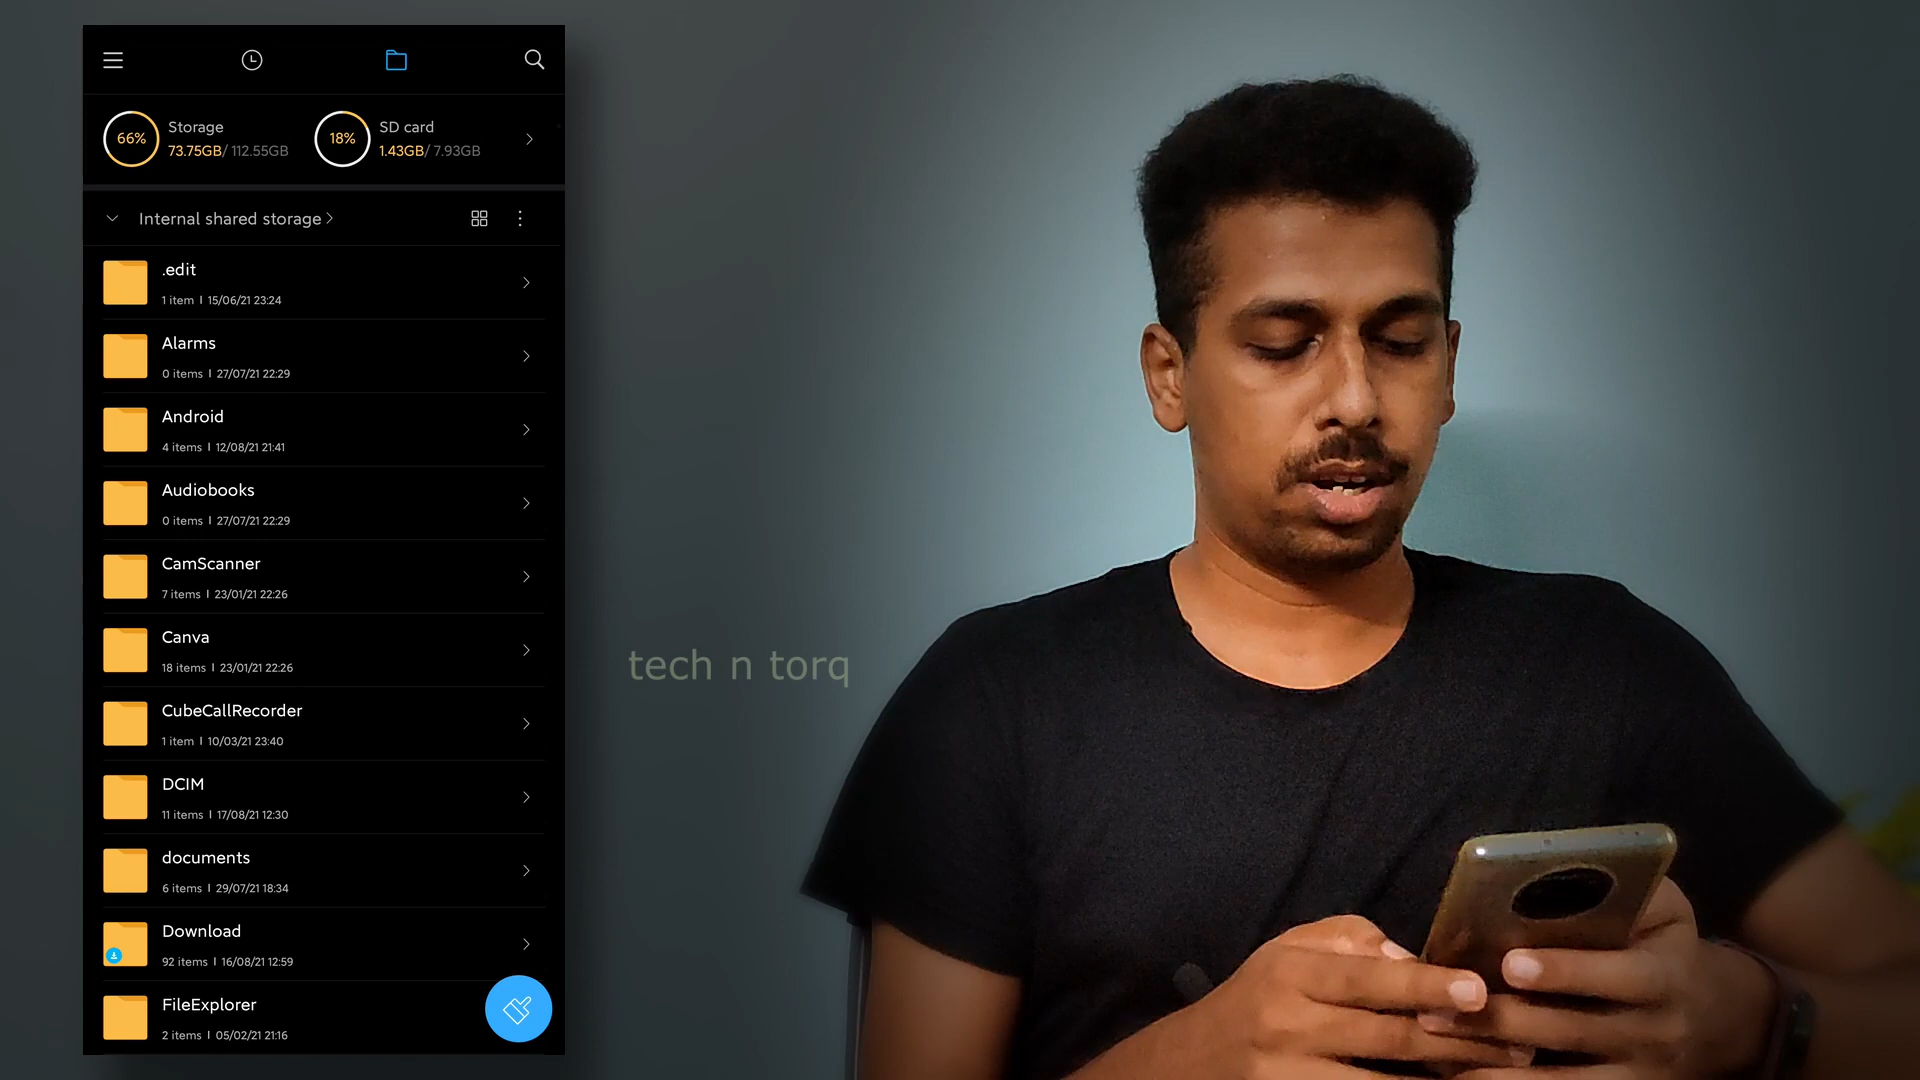 66%
Storage
73.75GB/ 112.55GB
18%
SD card
1.43GB/ 7.93GB
Internal shared storage
.edit
1 item | 15/06/21 23:24
Alarms
0 items | 27/07/21 22:29
Android
4 items | 12/08/21 21:41
Audiobooks
0 items | 27/07/21 22:29
CamScanner
7 items | 23/01/21 22:26
Canva
18 items | 23/01/21 22:26
CubeCallRecorder
1 item | 10/03/21 23:40
DCIM
11 items | 17/08/21 12:30
documents
6 items | 29/07/21 18:34
Download
92 items | 16/08/21 12:59
FileExplorer
2 items | 05/02/21 21:16
tech n torq